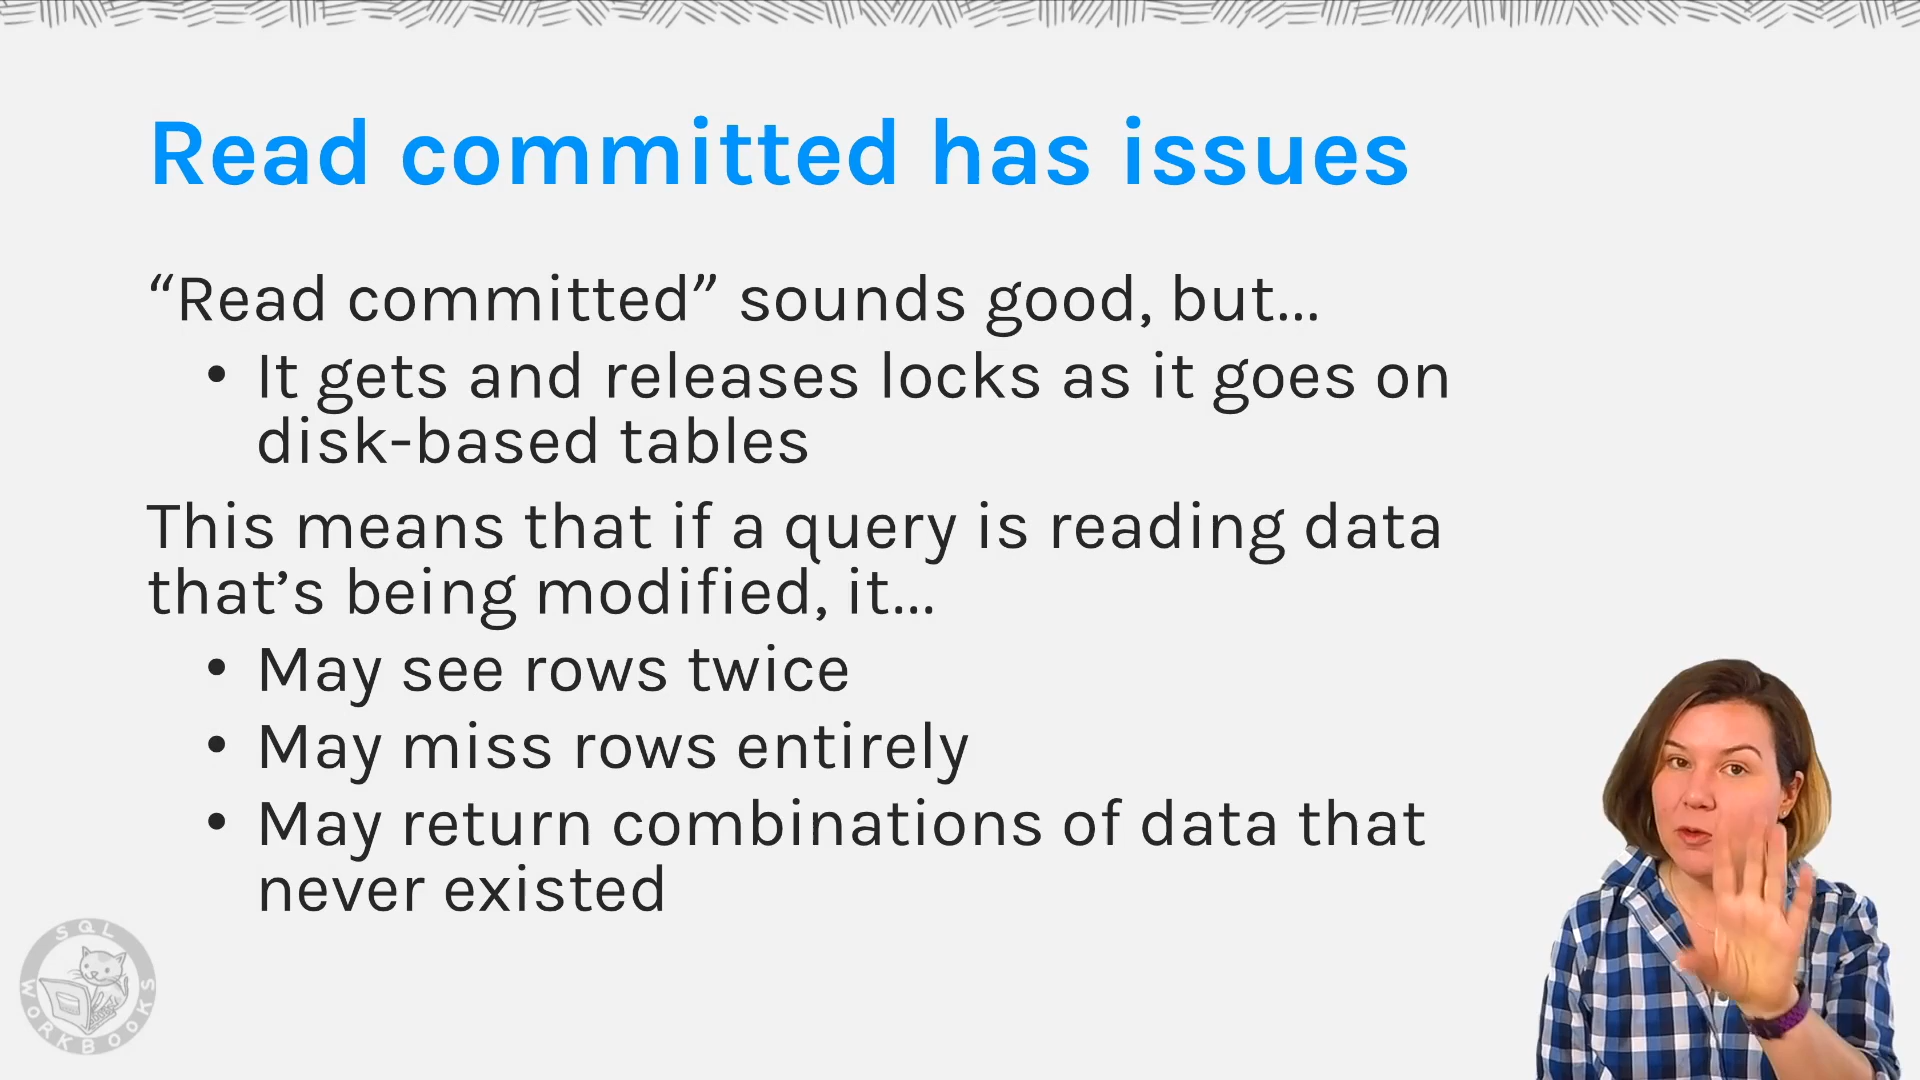 Read committed has issues
“Read committed” sounds good, but...
• It gets and releases locks as it goes on
disk-based tables
This means that if a query is reading data
that’s being modified, it...
• May see rows twice
• May miss rows entirely
• May return combinations of data that
never existed
SQL
WORKBOOKS